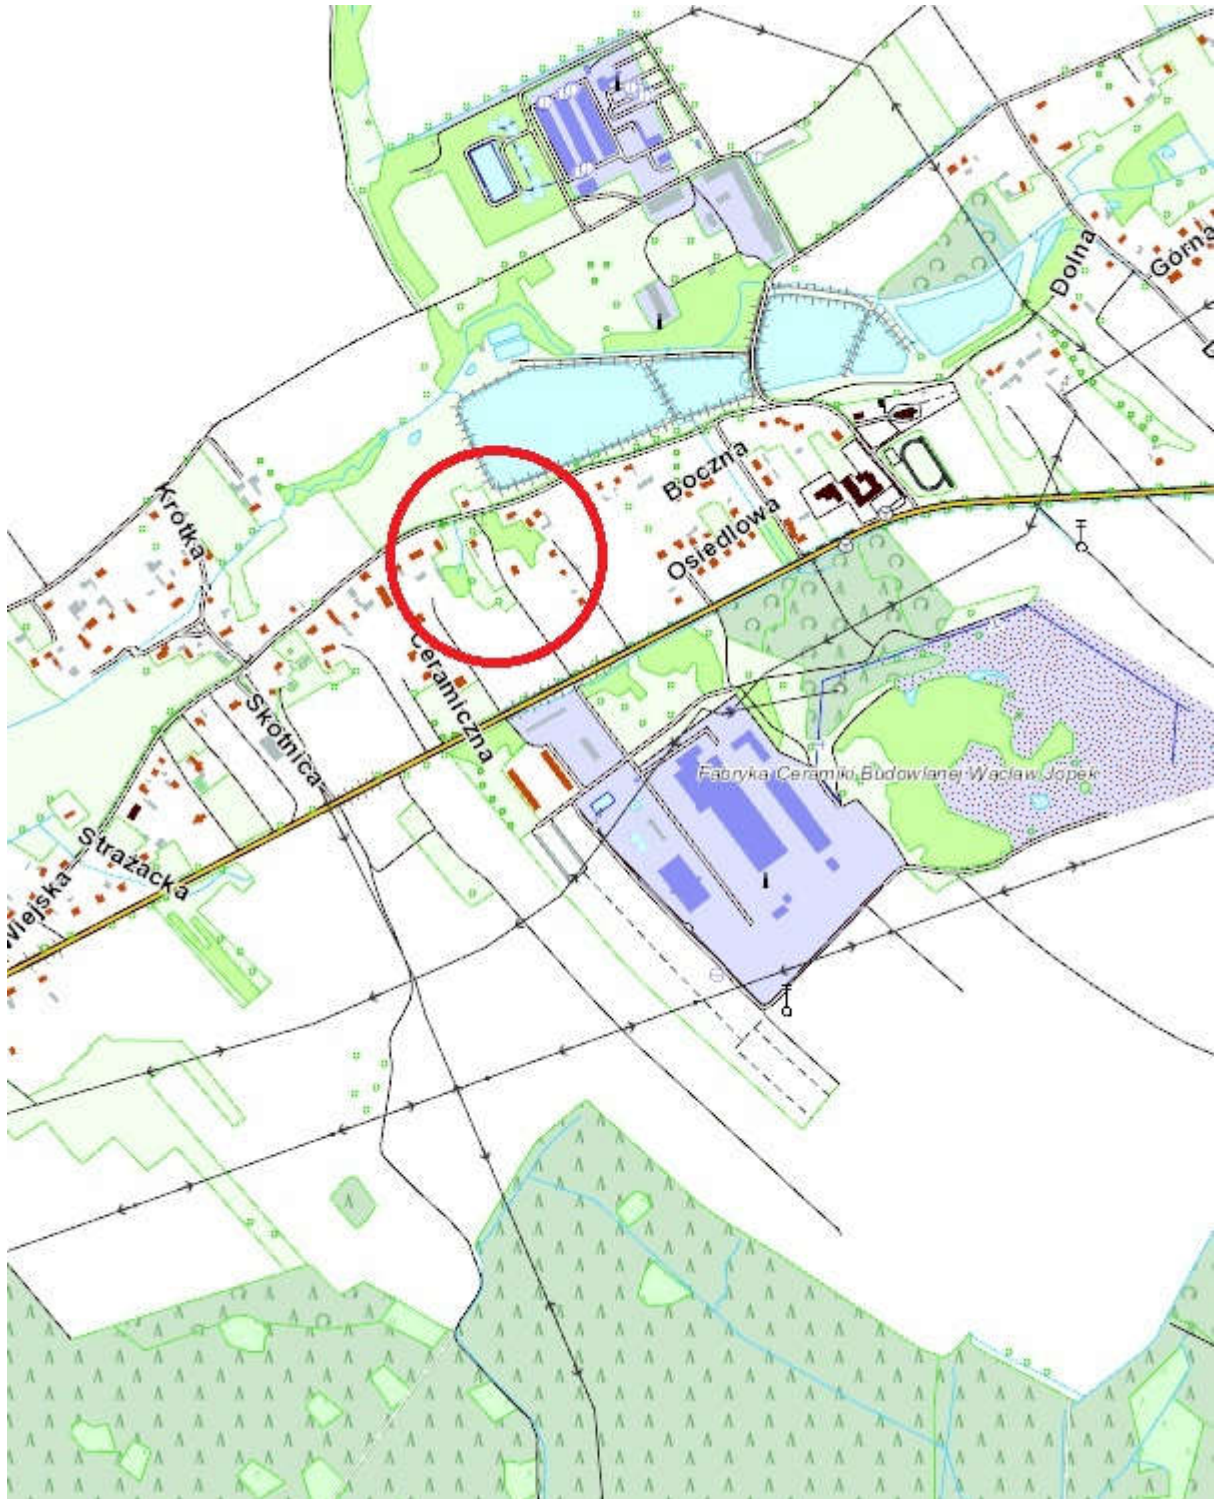 Dolna
Górna
Krótka
Boczna
Osiedlowa
Ceramiczna
Skotnica
Fabryka Ceramiki Budowlanej Wacław Jopek
Strażacka
Wiejska